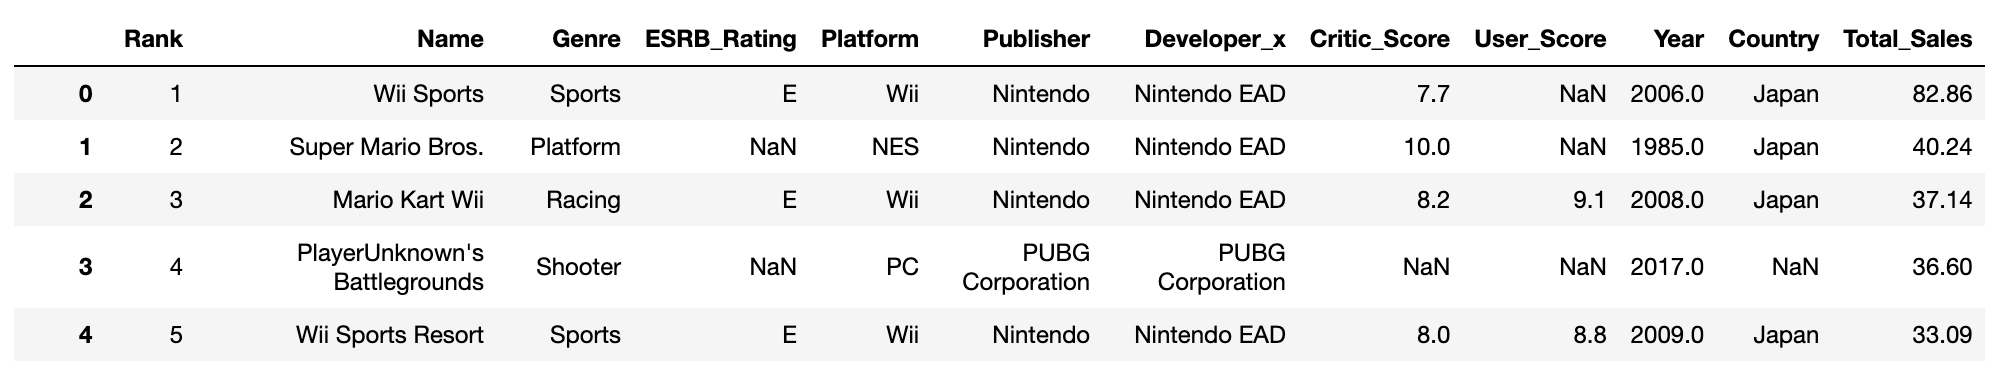 Rank Name Genre ESRB_Rating Platform Publisher Developer_x Critic_Score User_Score Year Country Total_Sales
0 1 Wii Sports Sports E Wii Nintendo Nintendo EAD 7.7 NaN 2006.0 Japan 82.86
1 2 Super Mario Bros. Platform NaN NES Nintendo Nintendo EAD 10.0 NaN 1985.0 Japan 40.24
2 3 Mario Kart Wii Racing E Wii Nintendo Nintendo EAD 8.2 9.1 2008.0 Japan 37.14
3 4 PlayerUnknown's Battlegrounds Shooter NaN PC PUBG Corporation PUBG Corporation NaN NaN 2017.0 NaN 36.60
4 5 Wii Sports Resort Sports E Wii Nintendo Nintendo EAD 8.0 8.8 2009.0 Japan 33.09